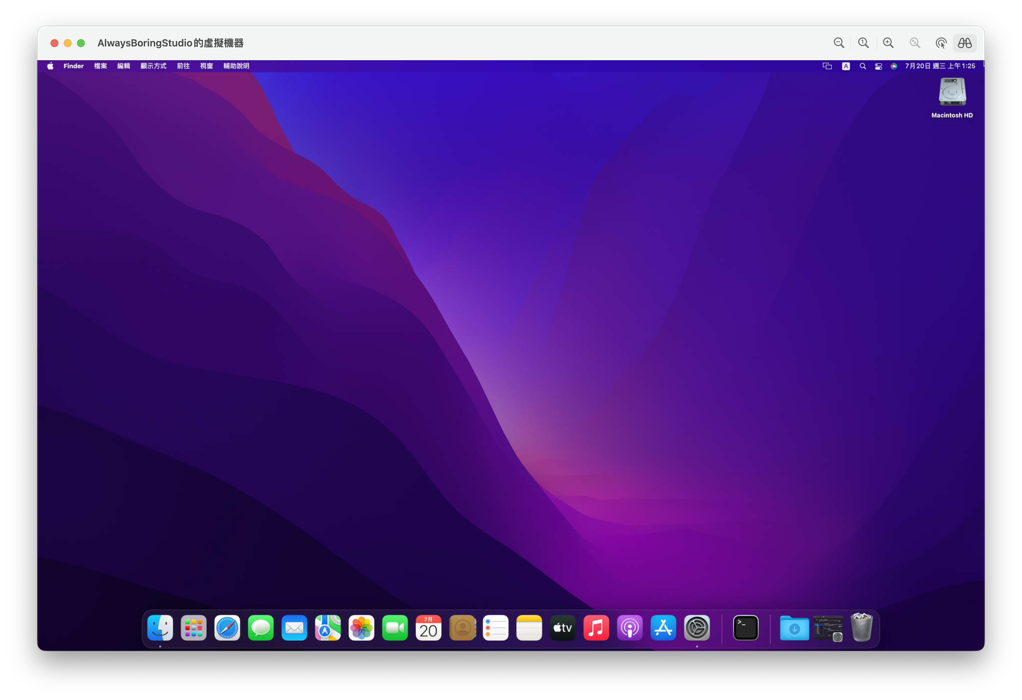 AlwaysBoringStudio的虛擬機器
Finder 檔案 編輯 顯示方式 前往 視窗 輔助說明
A 7月20日 週三 上午1:25
Macintosh HD
7月
20
tv
>_